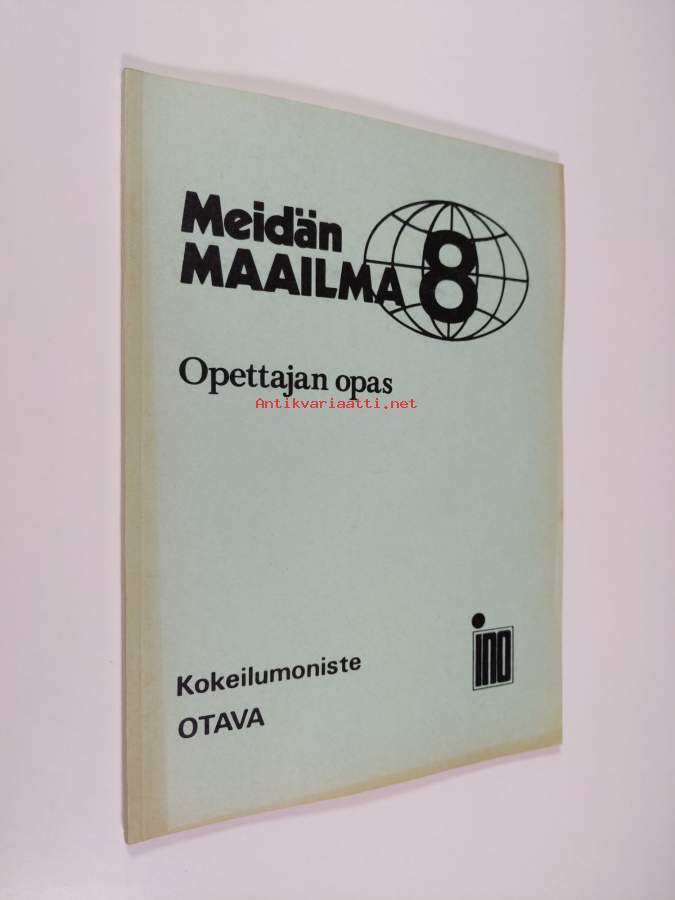 Meidän
MAAILMA 8
Opettajan opas
Antikvariaatti.net
ino
Kokeilumoniste
OTAVA